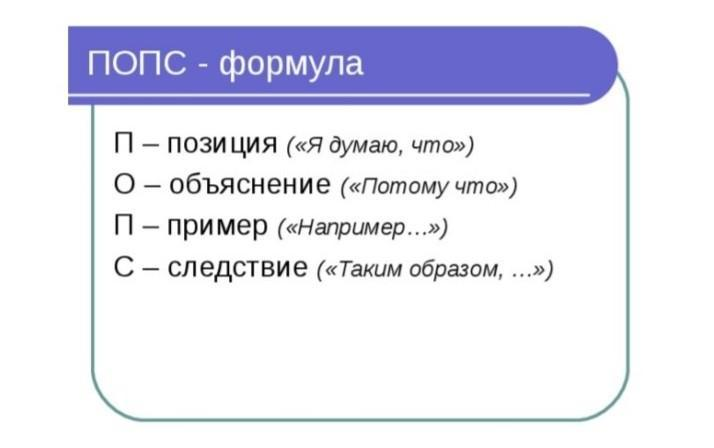 ПОПС - формула
П – позиция («Я думаю, что»)
О – объяснение («Потому что»)
П – пример («Например…»)
С – следствие («Таким образом, …»)